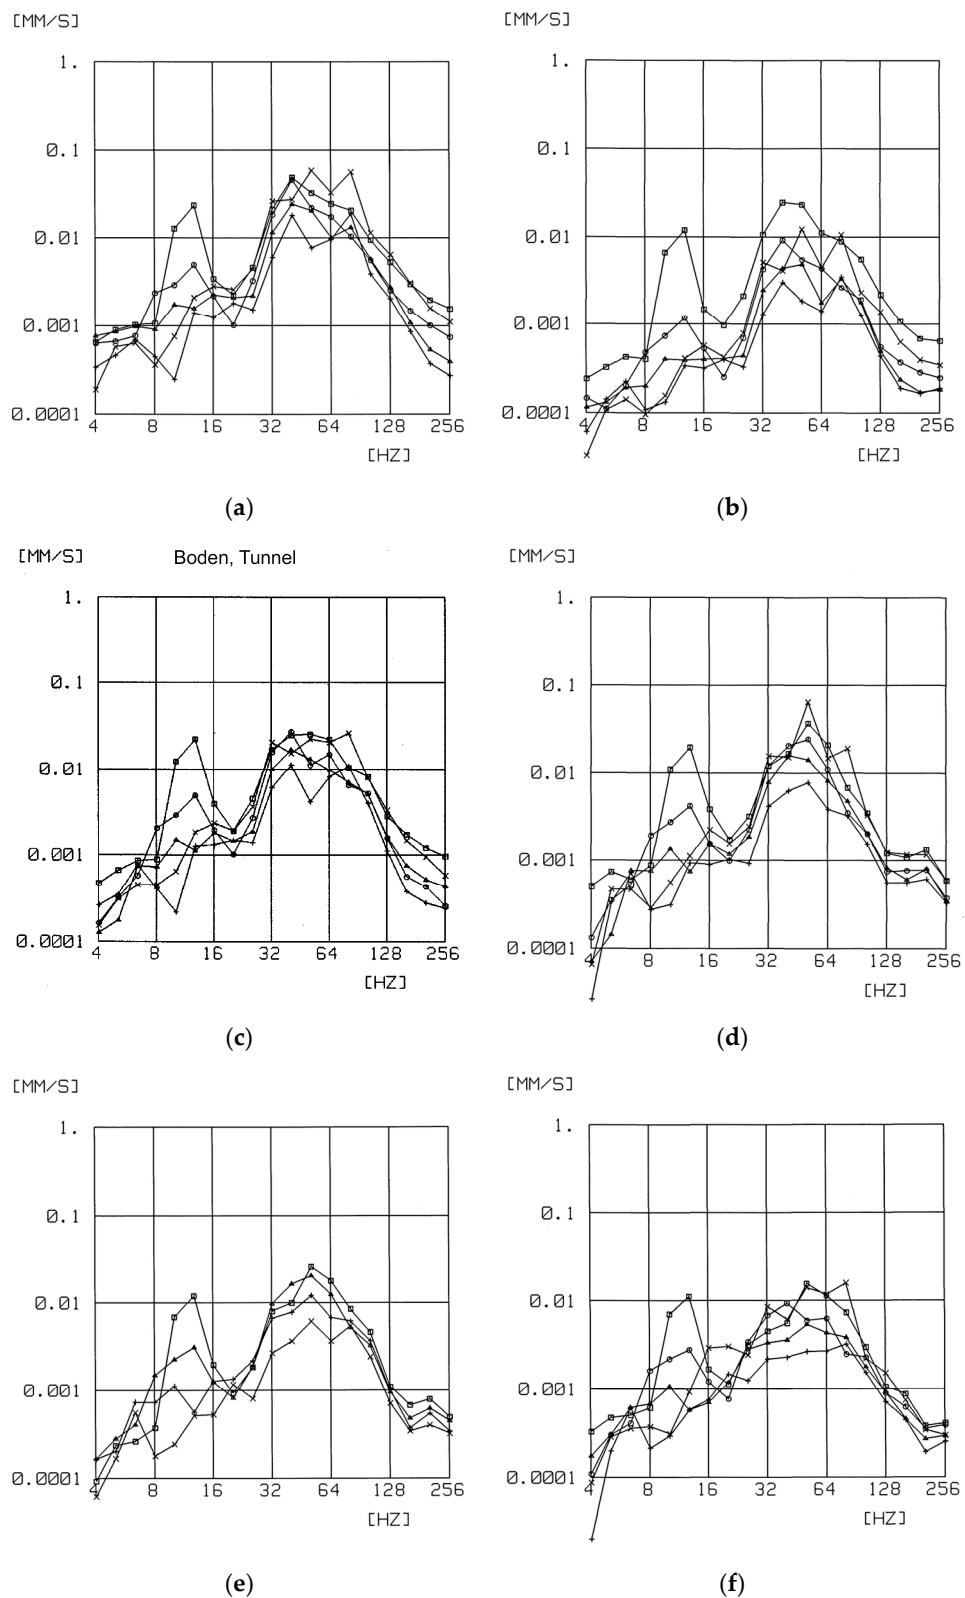 [MM/S] [MM/S]
1. 1.
0.1 0.1
0.01 0.01
0.001 0.001
0.0001 0.0001
4 8 16 32 64 128 256 4 8 16 32 64 128 256
[HZ] [HZ]
(a) (b)
[MM/S] Boden, Tunnel [MM/S]
1. 1.
0.1 0.1
0.01 0.01
0.001 0.001
0.0001 0.0001
4 8 16 32 64 128 256 4 8 16 32 64 128 256
[HZ] [HZ]
(c) (d)
[MM/S] [MM/S]
1. 1.
0.1 0.1
0.01 0.01
0.001 0.001
0.0001 0.0001
4 8 16 32 64 128 256 4 8 16 32 64 128 256
[HZ] [HZ]
(e) (f)